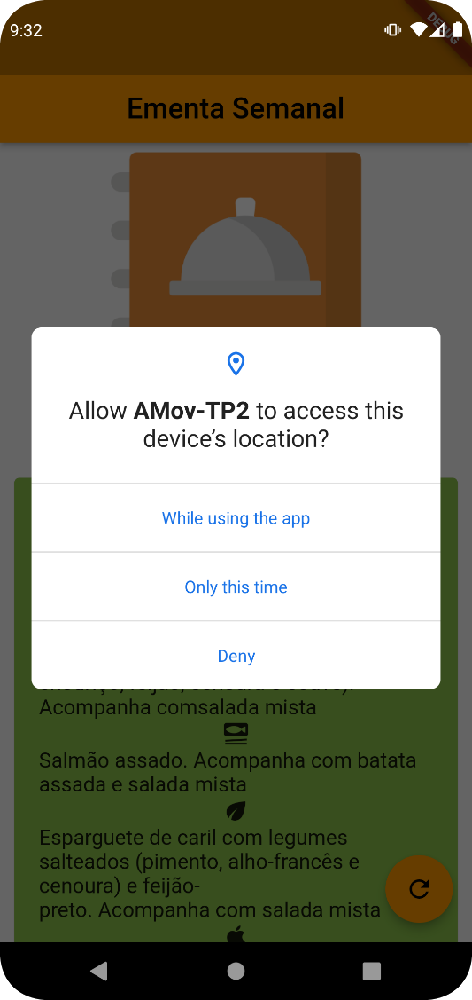 9:32
DEBUG
Ementa Semanal
Allow AMov-TP2 to access this
device’s location?
While using the app
Only this time
Deny
Acompanha comsalada mista
Salmão assado. Acompanha com batata
assada e salada mista
Esparguete de caril com legumes
salteados (pimento, alho-francês e
cenoura) e feijão-
preto. Acompanha com salada mista